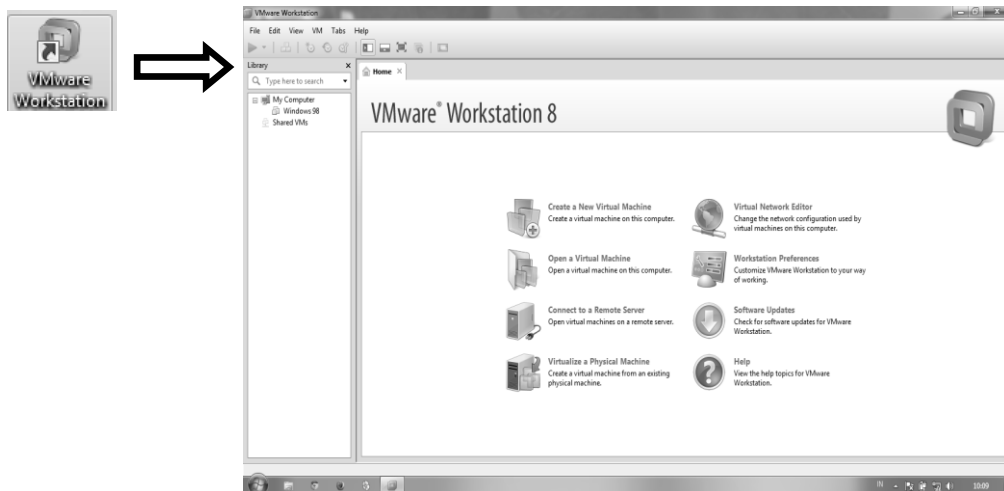 VMware
Workstation
VMware Workstation
File Edit View VM Tabs Help
Library
Type here to search
My Computer
Windows 98
Shared VMs
Home
VMware® Workstation 8
Create a New Virtual Machine
Create a virtual machine on this computer.
Open a Virtual Machine
Open a virtual machine on this computer.
Connect to a Remote Server
Open virtual machines on a remote server.
Virtualize a Physical Machine
Create a virtual machine from an existing
physical machine.
Virtual Network Editor
Change the network configuration used by
virtual machines on this computer.
Workstation Preferences
Customize VMware Workstation to your way
of working.
Software Updates
Check for software updates for VMware
Workstation.
Help
View the help topics for VMware
Workstation.
IN
10:09